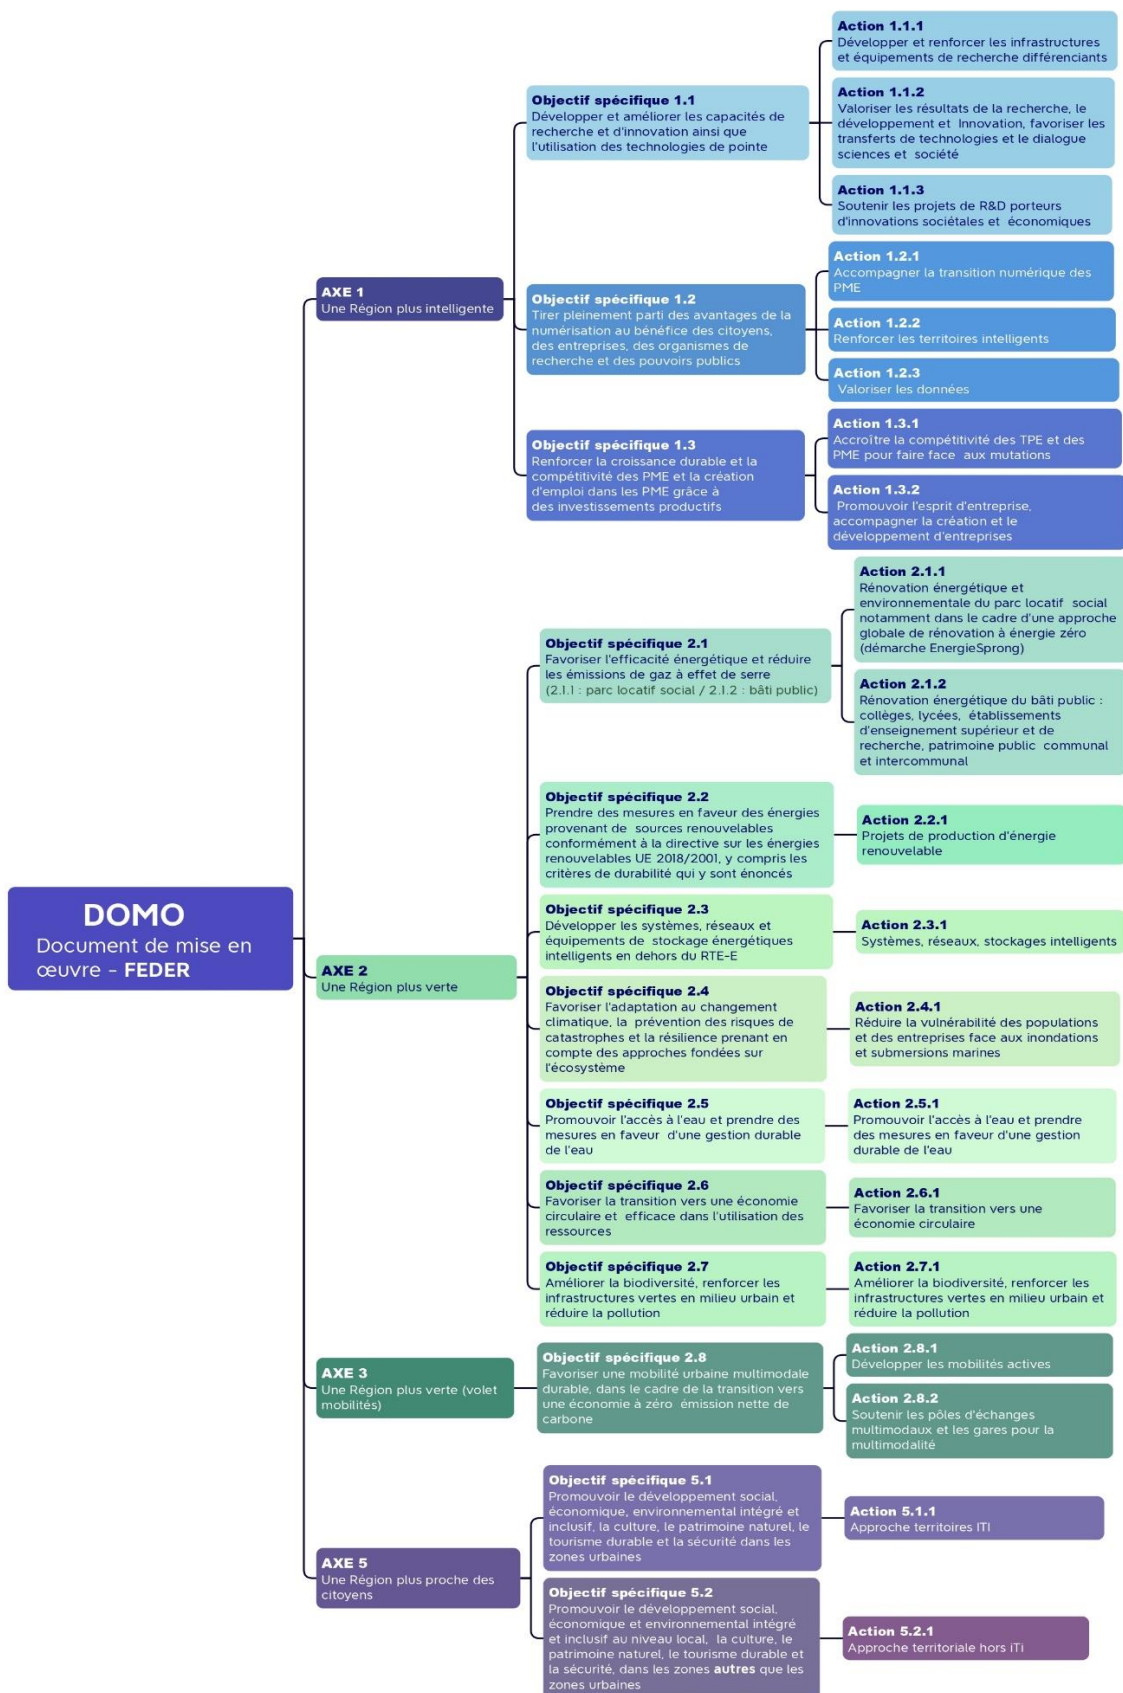 DOMO
Document de mise en
œuvre - FEDER
AXE 1
Une Région plus intelligente
Objectif spécifique 1.1
Développer et améliorer les capacités de
recherche et d'innovation ainsi que
l'utilisation des technologies de pointe
Action 1.1.1
Développer et renforcer les infrastructures
et équipements de recherche différenciants
Action 1.1.2
Valoriser les résultats de la recherche, le
développement et Innovation, favoriser les
transferts de technologies et le dialogue
sciences et société
Action 1.1.3
Soutenir les projets de R&D porteurs
d'innovations sociétales et économiques
Objectif spécifique 1.2
Tirer pleinement parti des avantages de la
numérisation au bénéfice des citoyens,
des entreprises, des organismes de
recherche et des pouvoirs publics
Action 1.2.1
Accompagner la transition numérique des
PME
Action 1.2.2
Renforcer les territoires intelligents
Action 1.2.3
Valoriser les données
Objectif spécifique 1.3
Renforcer la croissance durable et la
compétitivité des PME et la création
d'emploi dans les PME grâce à
des investissements productifs
Action 1.3.1
Accroître la compétitivité des TPE et des
PME pour faire face aux mutations
Action 1.3.2
Promouvoir l'esprit d'entreprise,
accompagner la création et le
développement d'entreprises
AXE 2
Une Région plus verte
Objectif spécifique 2.1
Favoriser l'efficacité énergétique et réduire
les émissions de gaz à effet de serre
(2.1.1 : parc locatif social / 2.1.2 : bâti public)
Action 2.1.1
Rénovation énergétique et
environnementale du parc locatif social
notamment dans le cadre d'une approche
globale de rénovation à énergie zéro
(démarche EnergieSprong)
Action 2.1.2
Rénovation énergétique du bâti public :
collèges, lycées, établissements
d'enseignement supérieur et de
recherche, patrimoine public communal
et intercommunal
Objectif spécifique 2.2
Prendre des mesures en faveur des énergies
provenant de sources renouvelables
conformément à la directive sur les énergies
renouvelables UE 2018/2001, y compris les
critères de durabilité qui y sont énoncés
Action 2.2.1
Projets de production d'énergie
renouvelable
Objectif spécifique 2.3
Développer les systèmes, réseaux et
équipements de stockage énergétiques
intelligents en dehors du RTE-E
Action 2.3.1
Systèmes, réseaux, stockages intelligents
Objectif spécifique 2.4
Favoriser l'adaptation au changement
climatique, la prévention des risques de
catastrophes et la résilience prenant en
compte des approches fondées sur
l'écosystème
Action 2.4.1
Réduire la vulnérabilité des populations
et des entreprises face aux inondations
et submersions marines
Objectif spécifique 2.5
Promouvoir l'accès à l'eau et prendre des
mesures en faveur d'une gestion durable
de l'eau
Action 2.5.1
Promouvoir l'accès à l'eau et prendre
des mesures en faveur d'une gestion
durable de l'eau
Objectif spécifique 2.6
Favoriser la transition vers une économie
circulaire et efficace dans l'utilisation des
ressources
Action 2.6.1
Favoriser la transition vers une
économie circulaire
Objectif spécifique 2.7
Améliorer la biodiversité, renforcer les
infrastructures vertes en milieu urbain et
réduire la pollution
Action 2.7.1
Améliorer la biodiversité, renforcer les
infrastructures vertes en milieu urbain et
réduire la pollution
AXE 3
Une Région plus verte (volet
mobilités)
Objectif spécifique 2.8
Favoriser une mobilité urbaine multimodale
durable, dans le cadre de la transition vers
une économie à zéro émission nette de
carbone
Action 2.8.1
Développer les mobilités actives
Action 2.8.2
Soutenir les pôles d'échanges
multimodaux et les gares pour la
multimodalité
AXE 5
Une Région plus proche des
citoyens
Objectif spécifique 5.1
Promouvoir le développement social,
économique, environnemental intégré et
inclusif, la culture, le patrimoine naturel, le
tourisme durable et la sécurité dans les
zones urbaines
Action 5.1.1
Approche territoires ITI
Objectif spécifique 5.2
Promouvoir le développement social,
économique et environnemental intégré
et inclusif au niveau local, la culture, le
patrimoine naturel, le tourisme durable et
la sécurité, dans les zones autres que les
zones urbaines
Action 5.2.1
Approche territoriale hors iTi